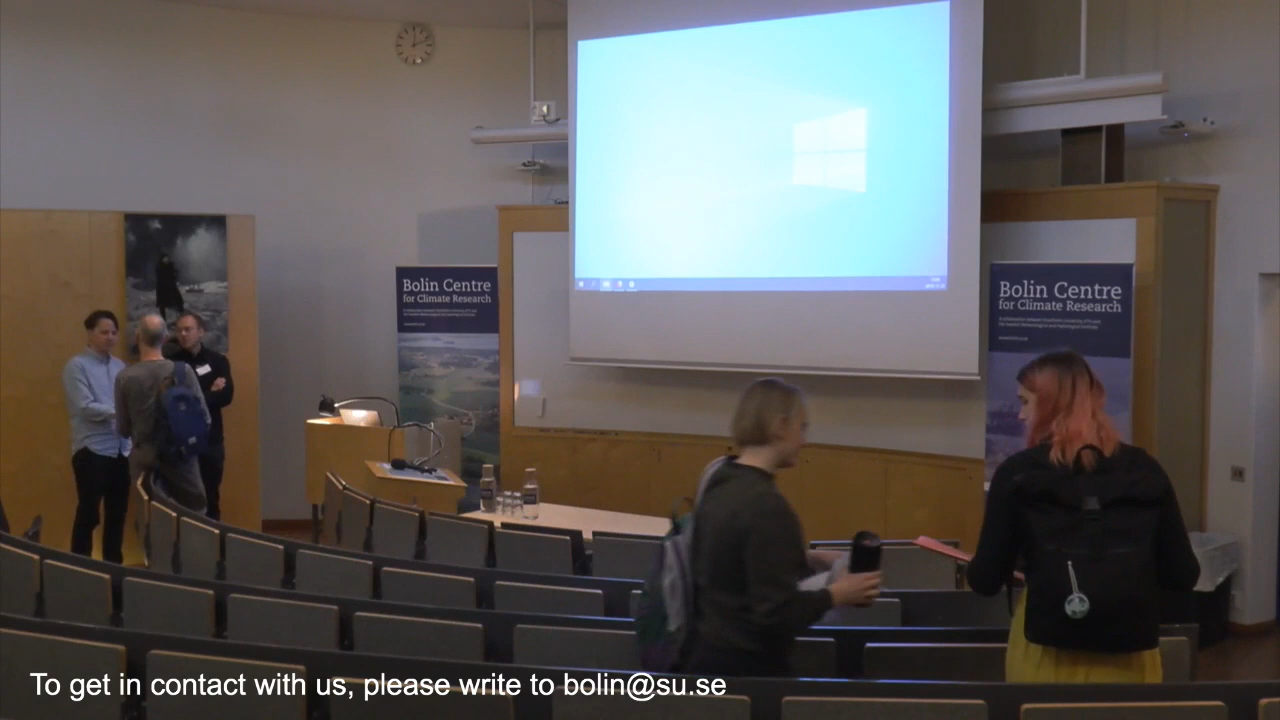 Bolin Centre
for Climate Research
Bolin Centre
for Climate Research
To get in contact with us, please write to bolin@su.se